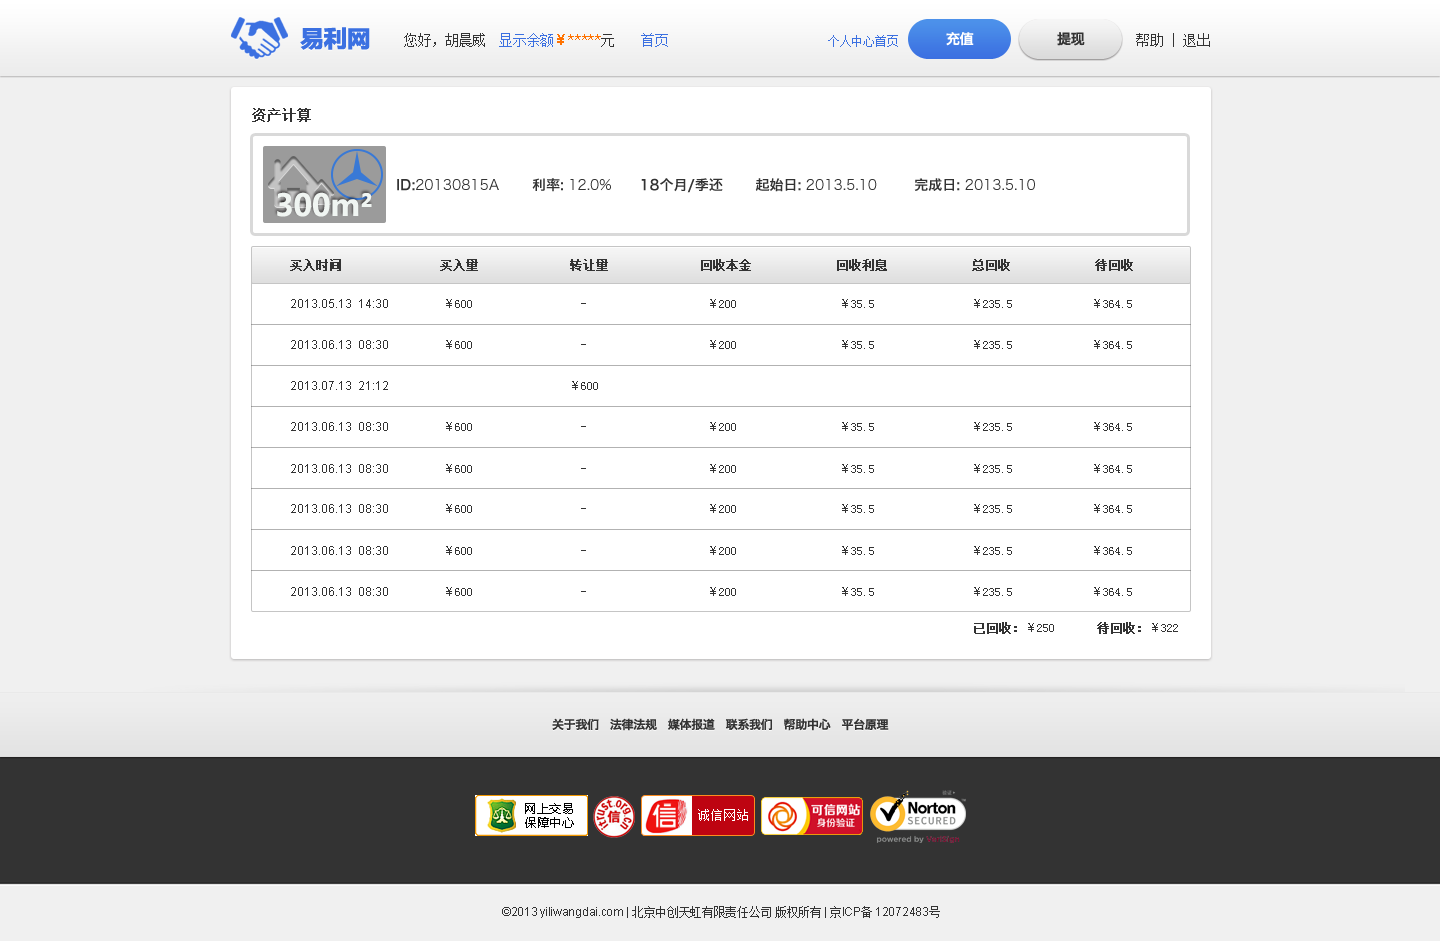 易利网 您好，胡晨威 显示余额¥*****元 首页 个人中心首页 充值 提现 帮助 | 退出
资产计算
300m²
ID:20130815A 利率: 12.0% 18个月/季还 起始日: 2013.5.10 完成日: 2013.5.10
买入时间 买入量 转让量 回收本金 回收利息 总回收 待回收
2013.05.13 14:30 ¥600 - ¥200 ¥35.5 ¥235.5 ¥364.5
2013.06.13 08:30 ¥600 - ¥200 ¥35.5 ¥235.5 ¥364.5
2013.07.13 21:12 ¥600
2013.06.13 08:30 ¥600 - ¥200 ¥35.5 ¥235.5 ¥364.5
2013.06.13 08:30 ¥600 - ¥200 ¥35.5 ¥235.5 ¥364.5
2013.06.13 08:30 ¥600 - ¥200 ¥35.5 ¥235.5 ¥364.5
2013.06.13 08:30 ¥600 - ¥200 ¥35.5 ¥235.5 ¥364.5
2013.06.13 08:30 ¥600 - ¥200 ¥35.5 ¥235.5 ¥364.5
已回收：¥250 待回收：¥322
关于我们 法律法规 媒体报道 联系我们 帮助中心 平台原理
网上交易
保障中心
itrust.org.cn
信
信 诚信网站
可信网站
身份验证
Norton
SECURED
powered by
©2013 yiliwangdai.com | 北京中创天虹有限责任公司 版权所有 | 京ICP备 12072483号